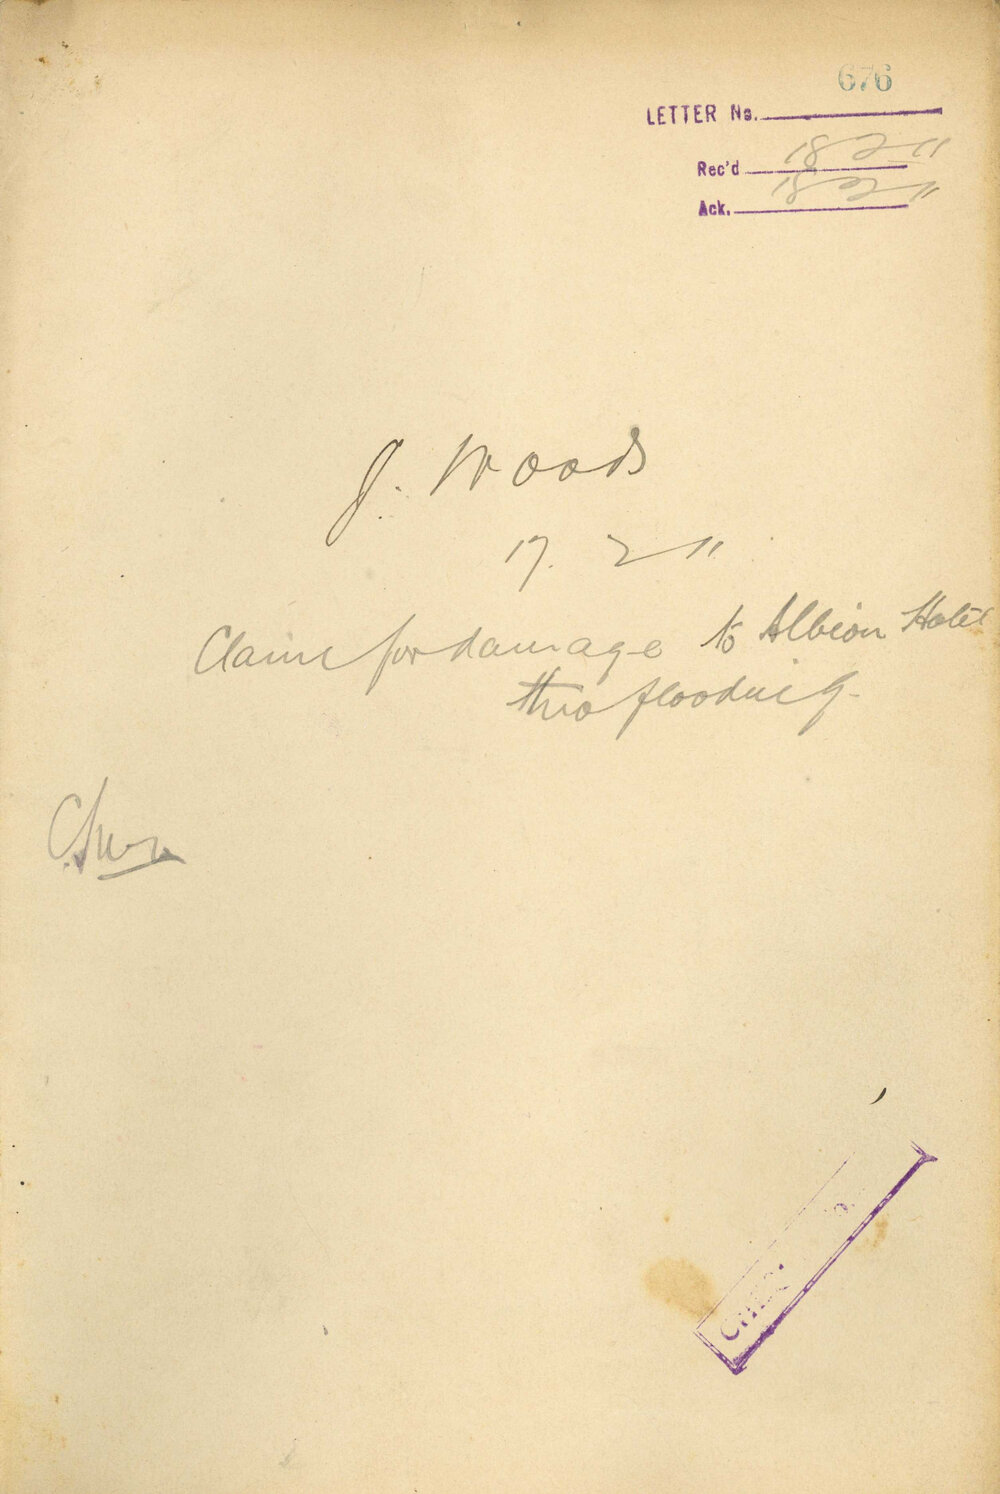 676
LETTER No.
Rec'd 18 2 11
Ack. 18 2 11
J. Woods
17. 2 11
Claim for damage to Albion Hotel
thro flooding.